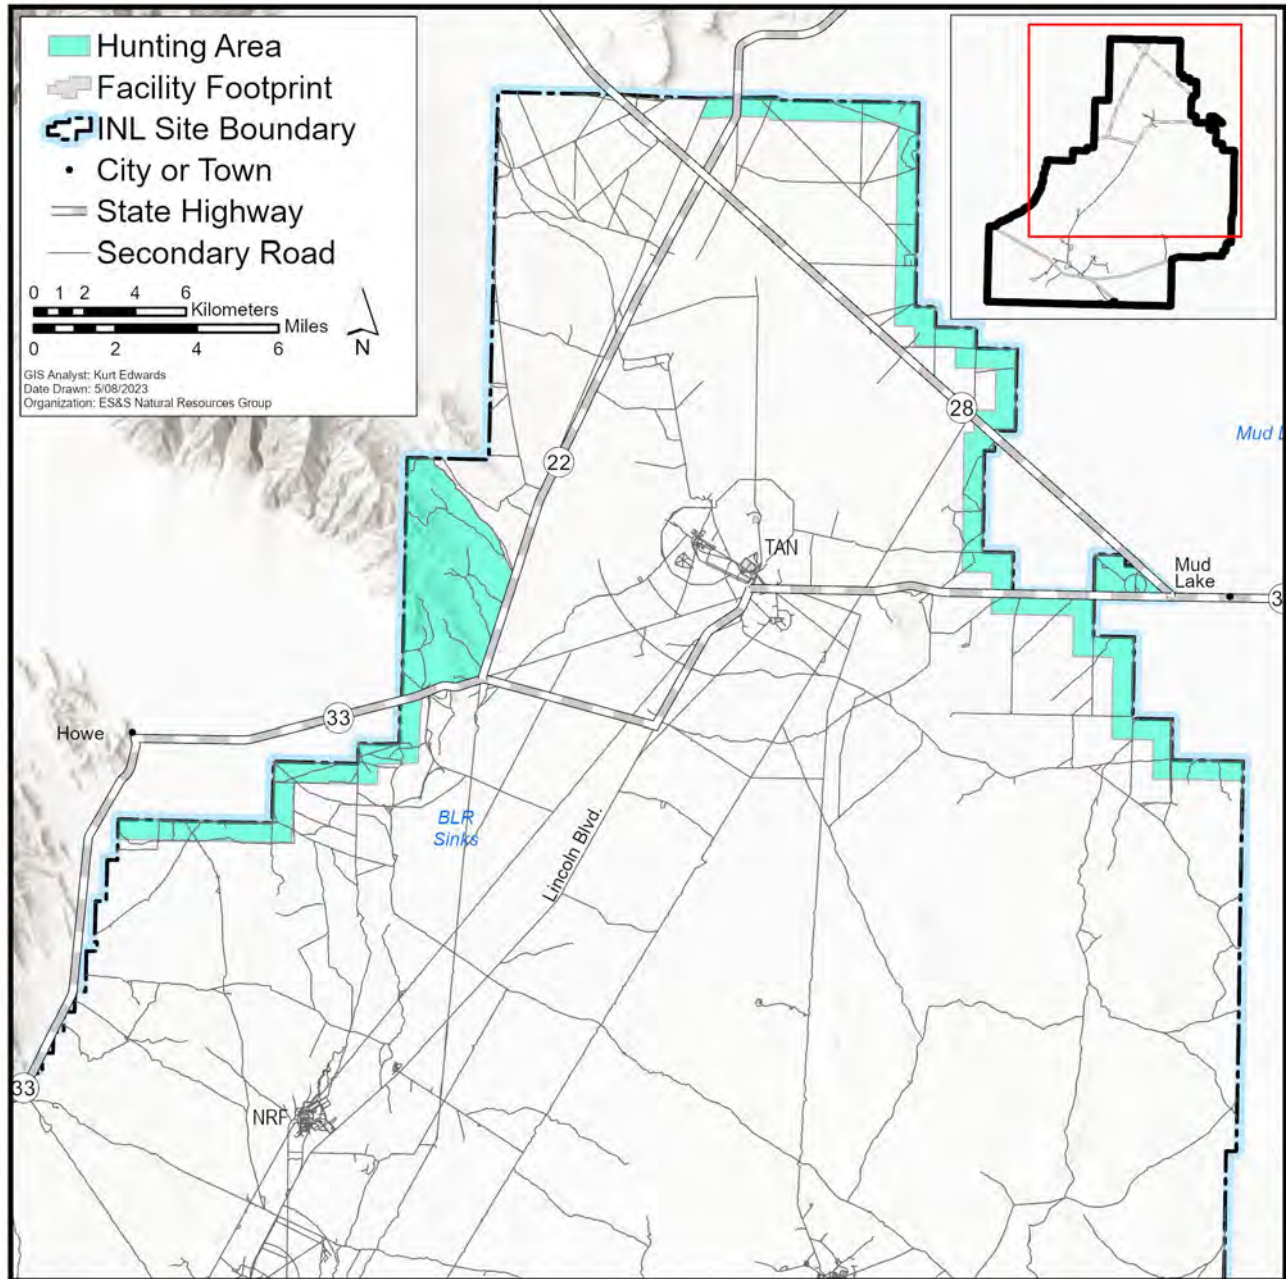 Hunting Area
Facility Footprint
INL Site Boundary
City or Town
State Highway
Secondary Road
0 1 2 4 6
Kilometers
Miles
0 2 4 6
N
GIS Analyst: Kurt Edwards
Date Drawn: 5/08/2023
Organization: ES&S Natural Resources Group
28
Mud L
22
TAN
Mud
Lake
3
33
Howe
BLR
Sinks
Lincoln Blvd.
33
NRF